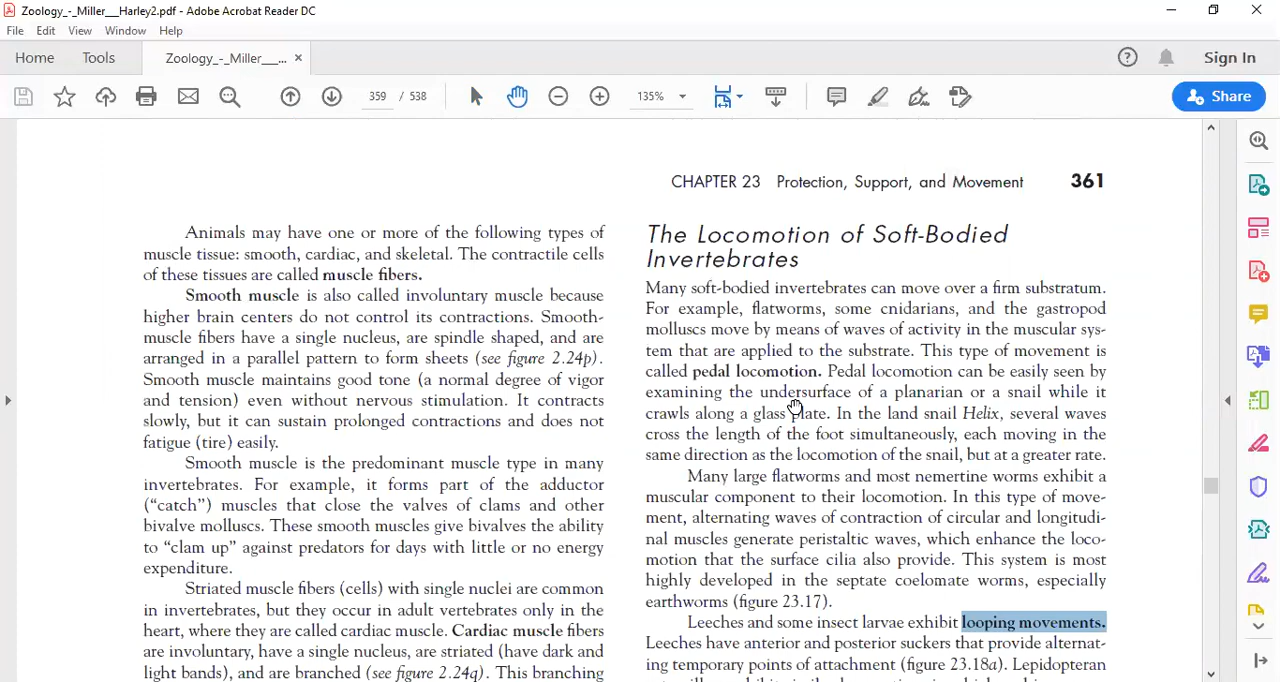 Zoology_-_Miller___Harley2.pdf - Adobe Acrobat Reader DC
File Edit View Window Help
Home Tools Zoology_-_Miller___... × Sign In
359 / 538 135% Share
CHAPTER 23 Protection, Support, and Movement 361
Animals may have one or more of the following types of
muscle tissue: smooth, cardiac, and skeletal. The contractile cells
of these tissues are called muscle fibers.
Smooth muscle is also called involuntary muscle because
higher brain centers do not control its contractions. Smooth-
muscle fibers have a single nucleus, are spindle shaped, and are
arranged in a parallel pattern to form sheets (see figure 2.24p).
Smooth muscle maintains good tone (a normal degree of vigor
and tension) even without nervous stimulation. It contracts
slowly, but it can sustain prolonged contractions and does not
fatigue (tire) easily.
Smooth muscle is the predominant muscle type in many
invertebrates. For example, it forms part of the adductor
(“catch”) muscles that close the valves of clams and other
bivalve molluscs. These smooth muscles give bivalves the ability
to “clam up” against predators for days with little or no energy
expenditure.
Striated muscle fibers (cells) with single nuclei are common
in invertebrates, but they occur in adult vertebrates only in the
heart, where they are called cardiac muscle. Cardiac muscle fibers
are involuntary, have a single nucleus, are striated (have dark and
light bands), and are branched (see figure 2.24q). This branching
The Locomotion of Soft-Bodied
Invertebrates
Many soft-bodied invertebrates can move over a firm substratum.
For example, flatworms, some cnidarians, and the gastropod
molluscs move by means of waves of activity in the muscular sys-
tem that are applied to the substrate. This type of movement is
called pedal locomotion. Pedal locomotion can be easily seen by
examining the undersurface of a planarian or a snail while it
crawls along a glass plate. In the land snail Helix, several waves
cross the length of the foot simultaneously, each moving in the
same direction as the locomotion of the snail, but at a greater rate.
Many large flatworms and most nemertine worms exhibit a
muscular component to their locomotion. In this type of move-
ment, alternating waves of contraction of circular and longitudi-
nal muscles generate peristaltic waves, which enhance the loco-
motion that the surface cilia also provide. This system is most
highly developed in the septate coelomate worms, especially
earthworms (figure 23.17).
Leeches and some insect larvae exhibit looping movements.
Leeches have anterior and posterior suckers that provide alternat-
ing temporary points of attachment (figure 23.18a). Lepidopteran